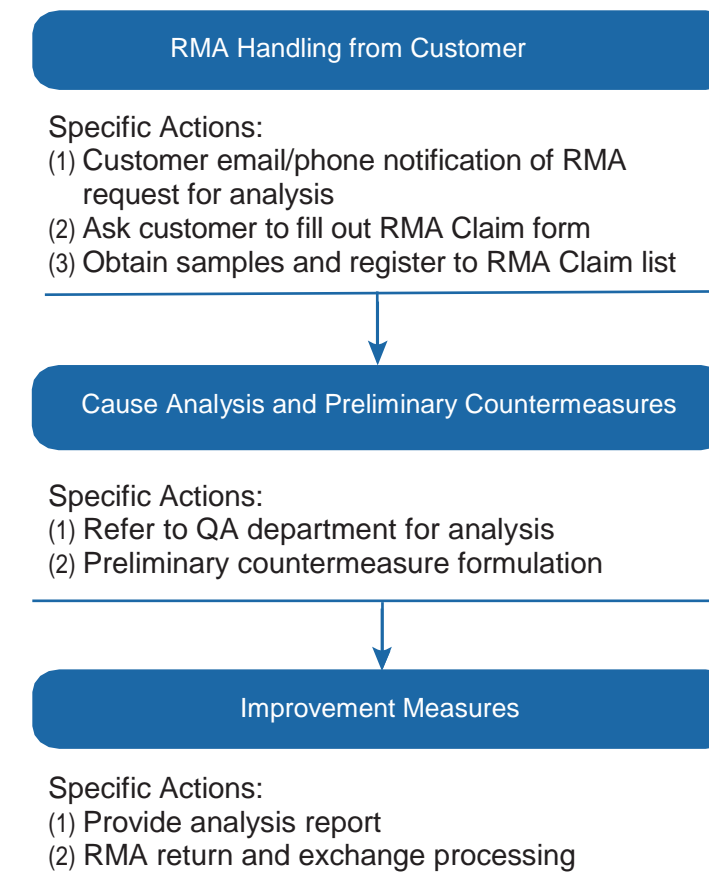 RMA Handling from Customer
Specific Actions:
(1) Customer email/phone notification of RMA
request for analysis
(2) Ask customer to fill out RMA Claim form
(3) Obtain samples and register to RMA Claim list
Cause Analysis and Preliminary Countermeasures
Specific Actions:
(1) Refer to QA department for analysis
(2) Preliminary countermeasure formulation
Improvement Measures
Specific Actions:
(1) Provide analysis report
(2) RMA return and exchange processing